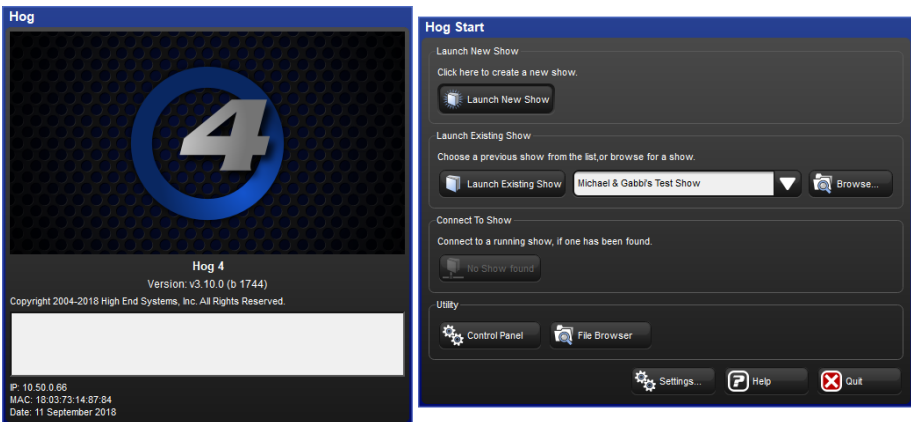 Hog
4
Hog 4
Version: v3.10.0 (b 1744)
Copyright 2004-2018 High End Systems, Inc. All Rights Reserved.
IP: 10.50.0.66
MAC: 18:03:73:14:87:84
Date: 11 September 2018
Hog Start
Launch New Show
Click here to create a new show.
Launch New Show
Launch Existing Show
Choose a previous show from the list,or browse for a show.
Launch Existing Show
Michael & Gabbi's Test Show
Browse...
Connect To Show
Connect to a running show, if one has been found.
No Show found
Utility
Control Panel
File Browser
Settings...
? Help
X Quit